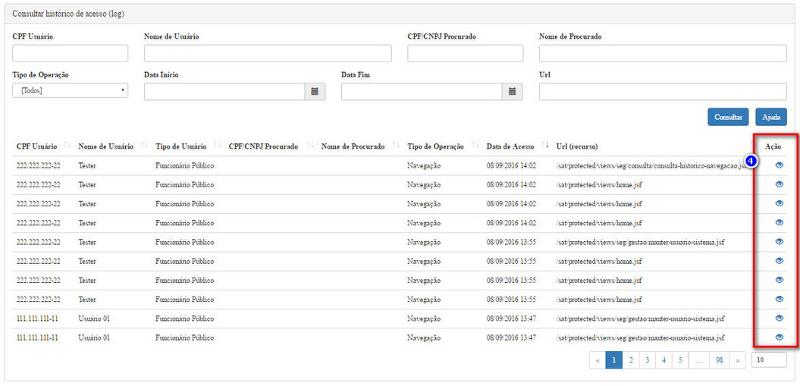 Consultar histórico de acesso (log)
CPF Usuário Nome de Usuário CPF/CNPJ Procurado Nome de Procurado
Tipo de Operação Data Início Data Fim Url
[Todos]
Consultar Ajuda
CPF Usuário Nome de Usuário Tipo de Usuário CPF/CNPJ Procurado Nome de Procurado Tipo de Operação Data de Acesso Url (recurso) Ação
222.222.222-22 Tester Funcionário Público Navegação 08/09/2016 14:02 /sat/protected/views/seg/consulta/consulta-historico-navegacao.jsf 4
222.222.222-22 Tester Funcionário Público Navegação 08/09/2016 14:02 /sat/protected/views/home.jsf
222.222.222-22 Tester Funcionário Público Navegação 08/09/2016 14:02 /sat/protected/views/home.jsf
222.222.222-22 Tester Funcionário Público Navegação 08/09/2016 14:02 /sat/protected/views/home.jsf
222.222.222-22 Tester Funcionário Público Navegação 08/09/2016 13:55 /sat/protected/views/seg/gestao/manter-usuario-sistema.jsf
222.222.222-22 Tester Funcionário Público Navegação 08/09/2016 13:55 /sat/protected/views/home.jsf
222.222.222-22 Tester Funcionário Público Navegação 08/09/2016 13:55 /sat/protected/views/home.jsf
222.222.222-22 Tester Funcionário Público Navegação 08/09/2016 13:55 /sat/protected/views/home.jsf
111.111.111-11 Usuário 01 Funcionário Público Navegação 08/09/2016 13:47 /sat/protected/views/seg/gestao/manter-usuario-sistema.jsf
111.111.111-11 Usuário 01 Funcionário Público Navegação 08/09/2016 13:47 /sat/protected/views/seg/gestao/manter-usuario-sistema.jsf
« 1 2 3 4 5 ... 98 » 10